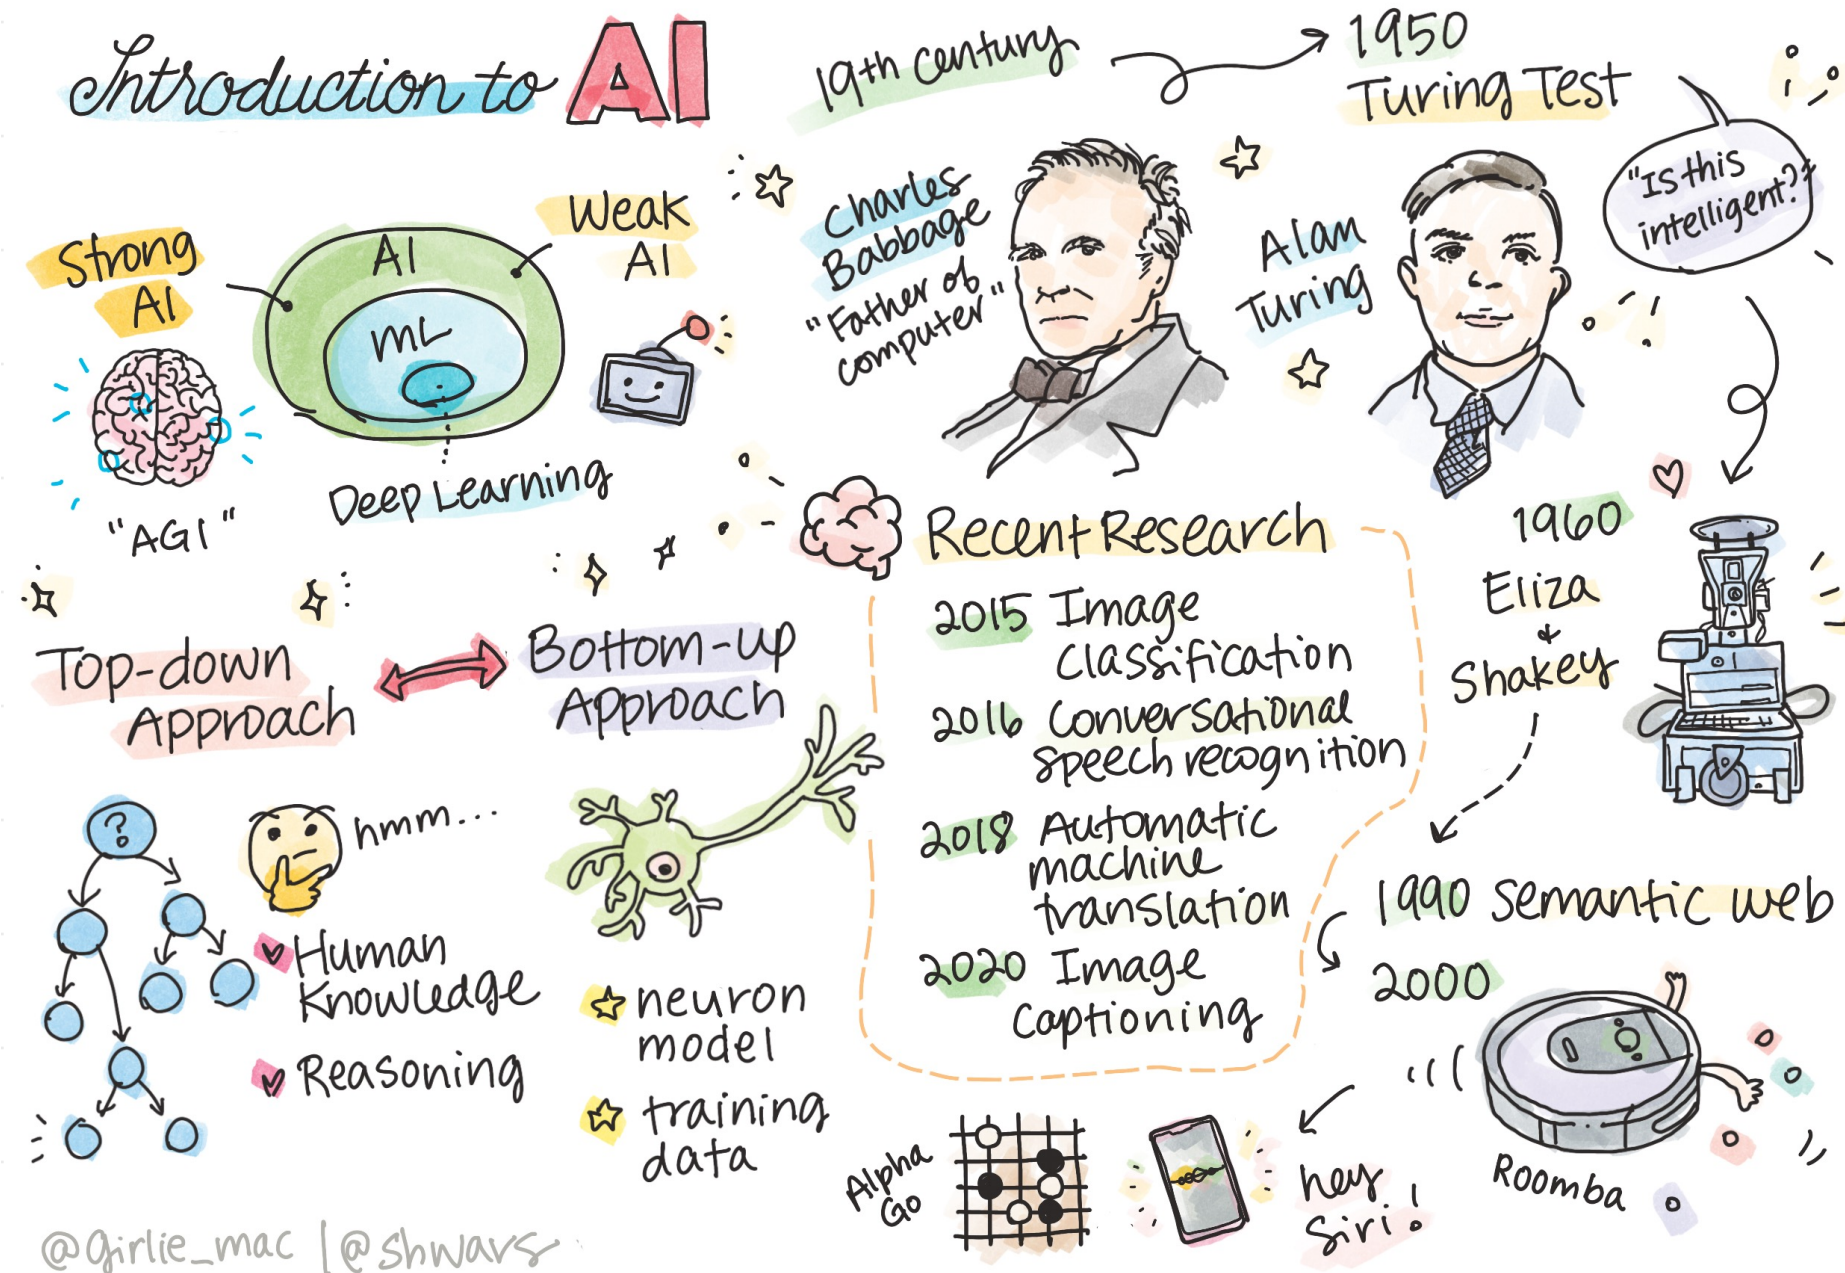 Introduction to AI
Strong
AI
"AGI"
AI
ML
Deep Learning
Weak
AI
19th century
Charles
Babbage
"Father of
computer"
1950
Turing Test
Alan
Turing
"Is this
intelligent?"
1960
Eliza
&
Shakey
1990 Semantic web
2000
Roomba
hey
Siri!
Alpha
Go
Recent Research
2015 Image
classification
2016 Conversational
speech recognition
2018 Automatic
machine
translation
2020 Image
Captioning
Top-down
Approach
?
hmm...
Human
Knowledge
Reasoning
Bottom-up
Approach
neuron
model
training
data
@girlie_mac | @shwars